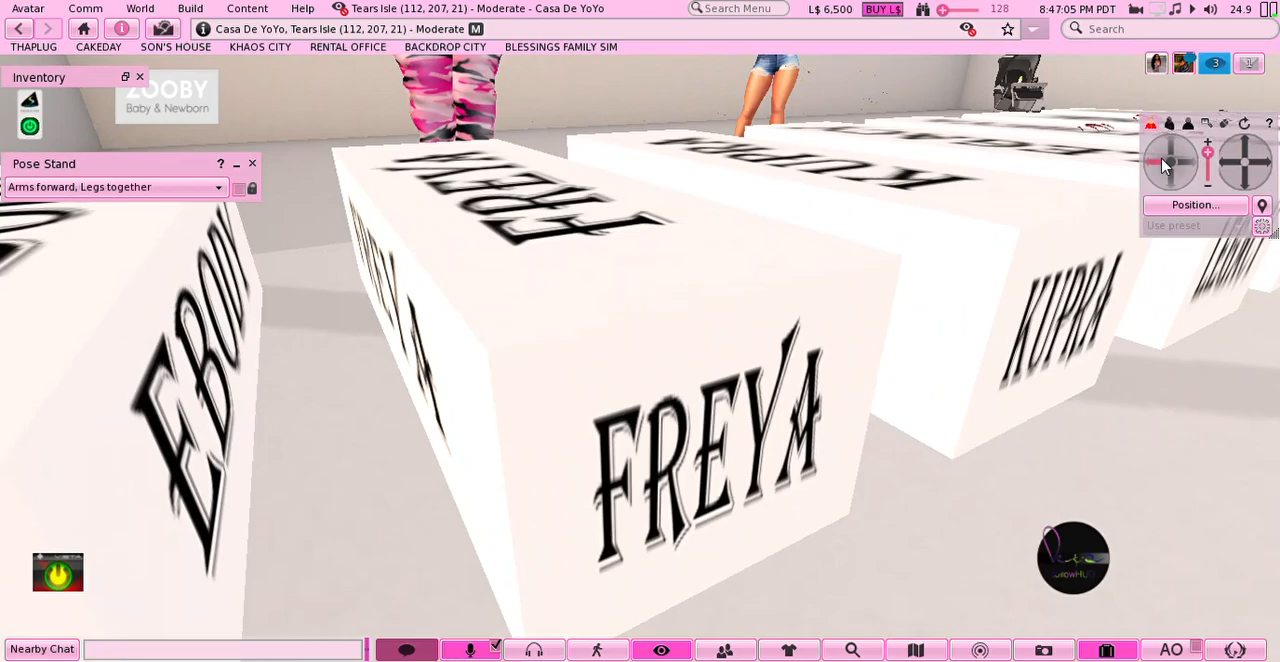 Avatar Comm World Build Content Help Tears Isle (112, 207, 21) - Moderate - Casa De YoYo Search Menu L$ 6,500 BUY L$ 128 8:47:05 PM PDT 24.9
Casa De YoYo, Tears Isle (112, 207, 21) - Moderate M Search
THAPLUG CAKEDAY SON'S HOUSE KHAOS CITY RENTAL OFFICE BACKDROP CITY BLESSINGS FAMILY SIM
3 1
Inventory
ZOOBY
Baby & Newborn
?
Pose Stand ? _ ×
Arms forward, Legs together
Position...
Use preset
FREYA
KUPRA
EBODY
FREYA
KUPRA
Nearby Chat AO